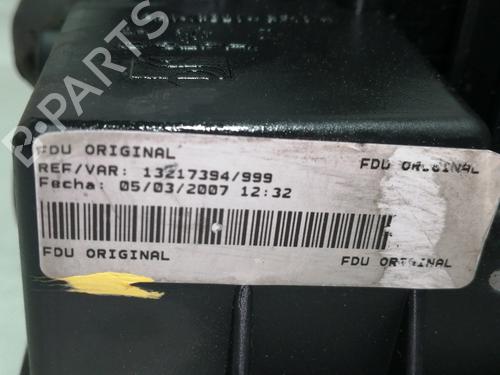 B-PARTS
FDU ORIGINAL
FDU ORIGINAL
REF/VAR: 13217394/999
Fecha: 05/03/2007 12:32
FDU ORIGINAL
FDU ORIGINAL